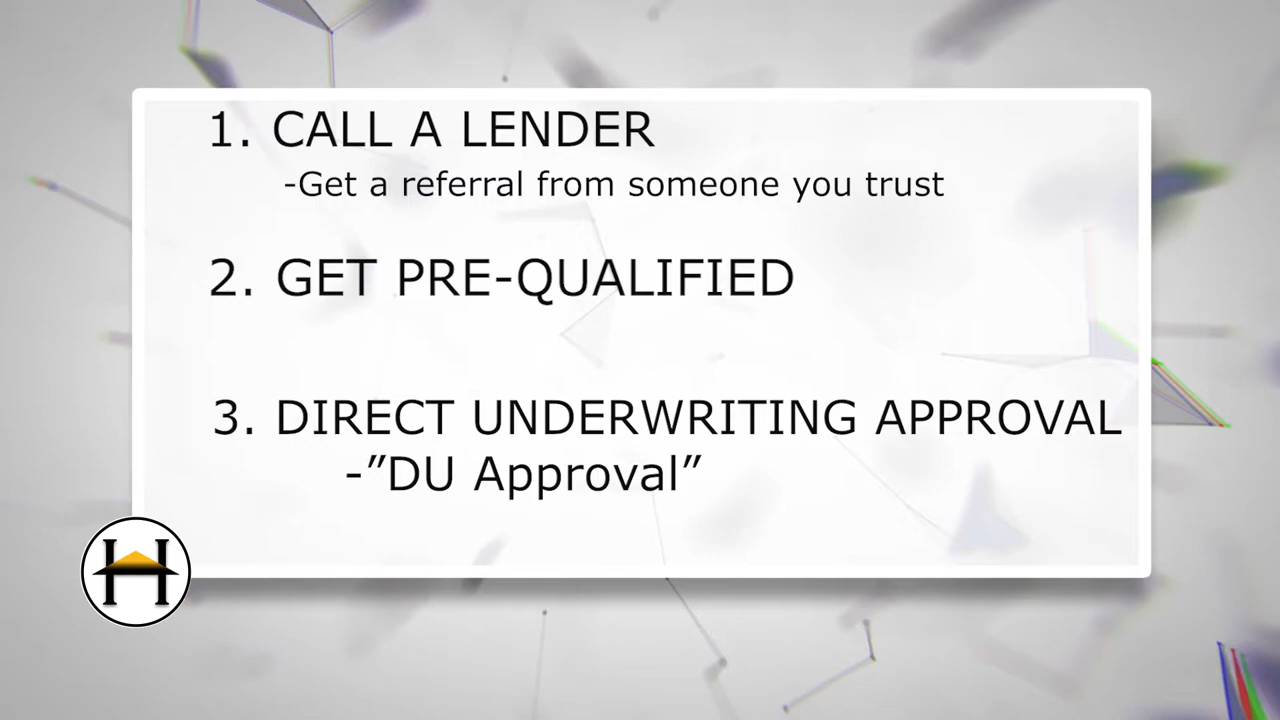 1. CALL A LENDER
-Get a referral from someone you trust
2. GET PRE-QUALIFIED
3. DIRECT UNDERWRITING APPROVAL
-”DU Approval”
H